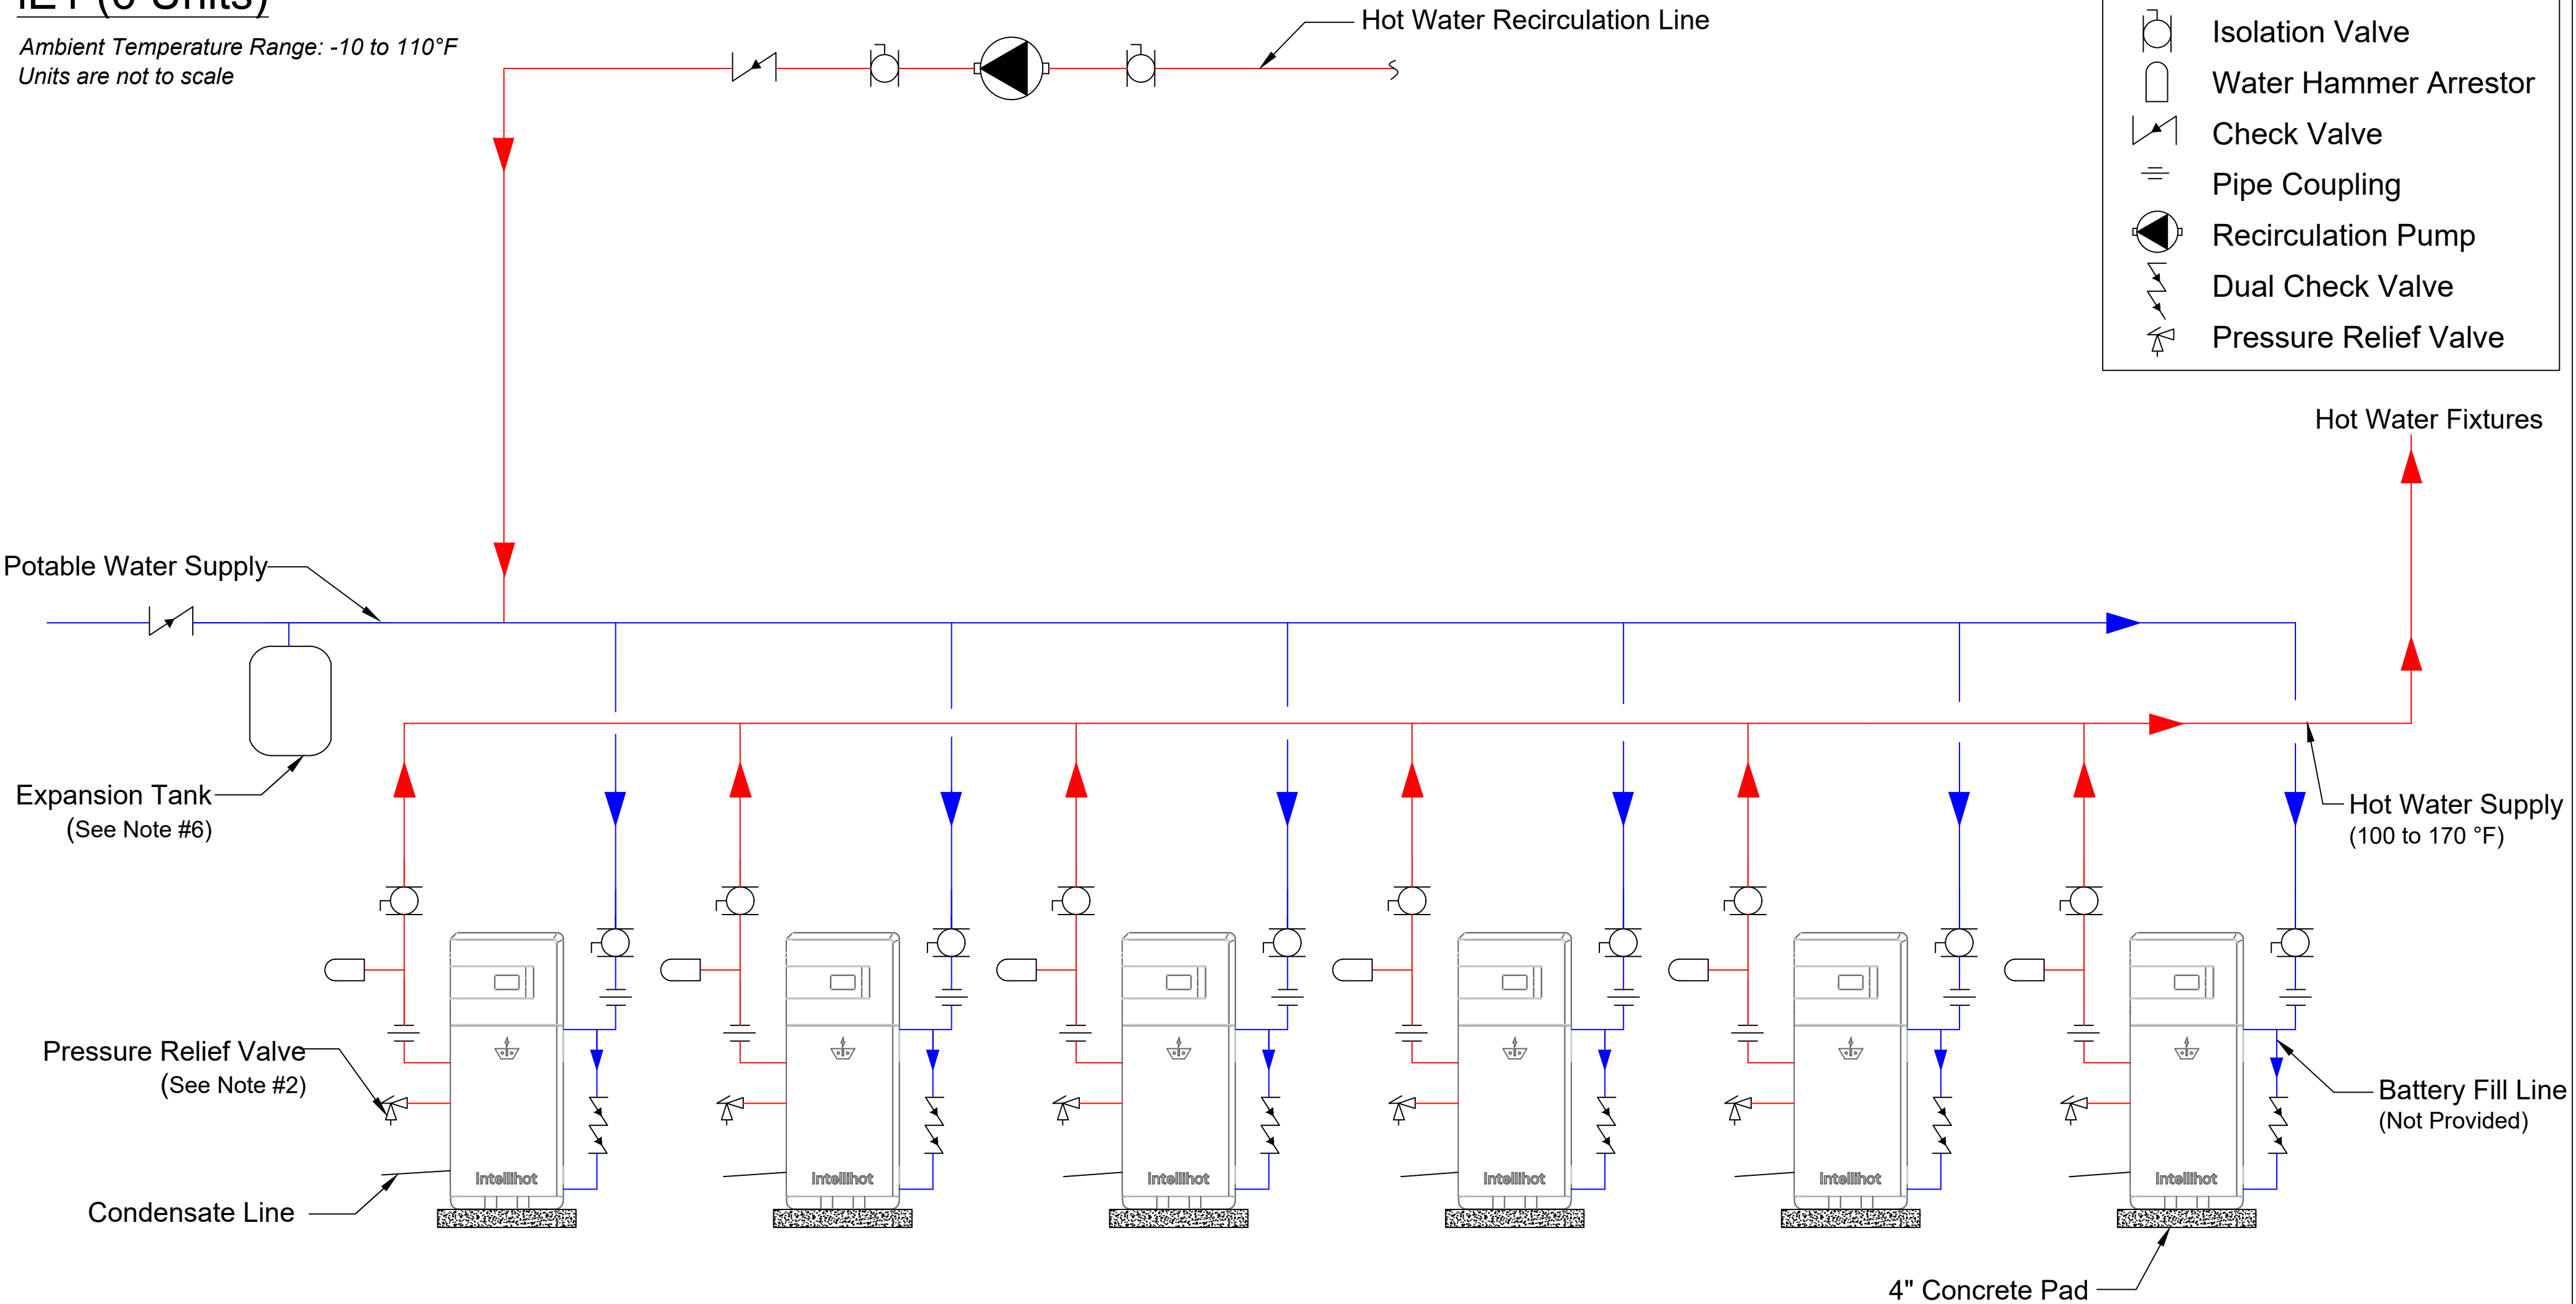 iE1 (6 Units)
Ambient Temperature Range: -10 to 110°F
Units are not to scale
Hot Water Recirculation Line
Isolation Valve
Water Hammer Arrestor
Check Valve
Pipe Coupling
Recirculation Pump
Dual Check Valve
Pressure Relief Valve
Hot Water Fixtures
Potable Water Supply
Expansion Tank
(See Note #6)
Hot Water Supply
(100 to 170 °F)
Pressure Relief Valve
(See Note #2)
Battery Fill Line
(Not Provided)
Condensate Line
intellihot
intellihot
intellihot
intellihot
intellihot
intellihot
4" Concrete Pad